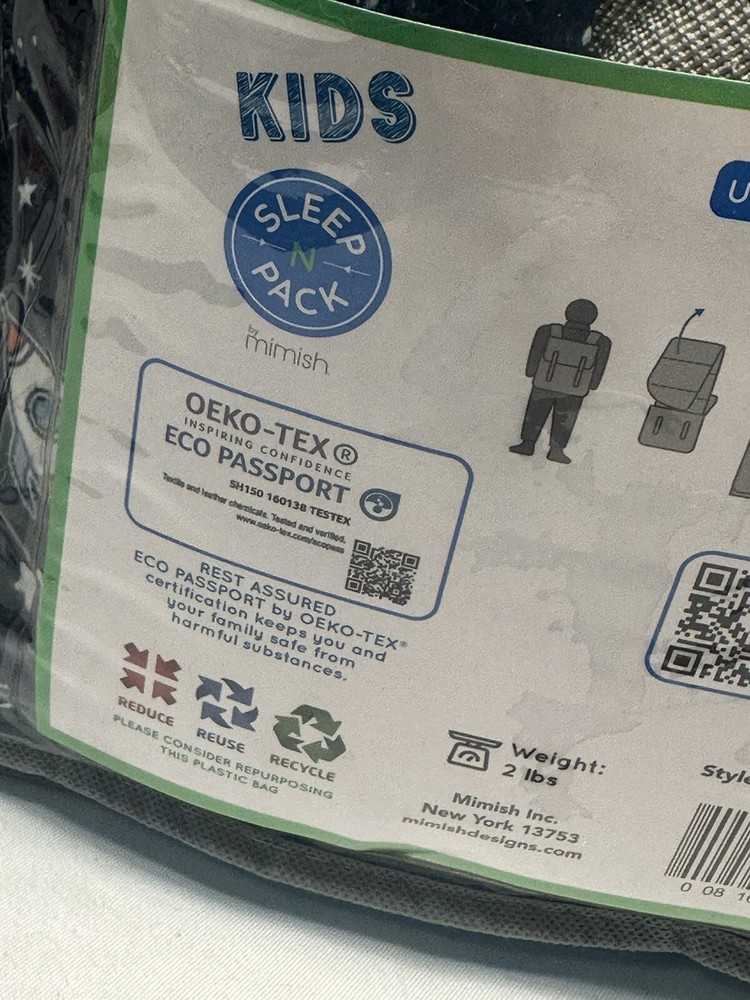 KIDS
SLEEP
N
PACK
by
mimish
OEKO-TEX®
INSPIRING CONFIDENCE
ECO PASSPORT
SH150 160138 TESTEX
Textile and leather chemicals. Tested and verified.
www.oeko-tex.com/ecopass
REST ASSURED
ECO PASSPORT by OEKO-TEX®
certification keeps you and
your family safe from
harmful substances.
REDUCE
REUSE
RECYCLE
PLEASE CONSIDER REPURPOSING
THIS PLASTIC BAG
Weight:
2 lbs
Mimish Inc.
New York 13753
mimishdesigns.com
U
Style
0 08 16